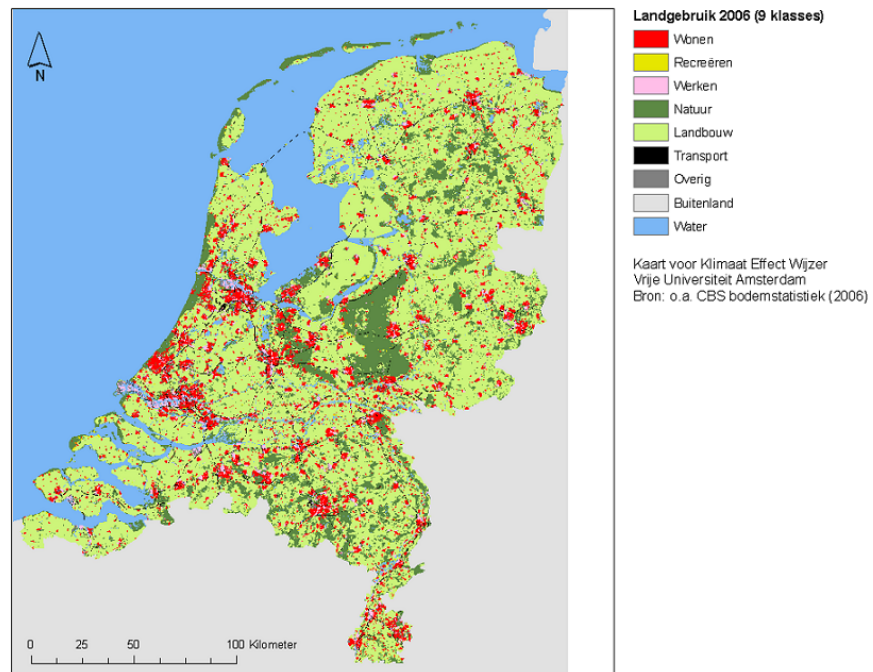 Landgebruik 2006 (9 klasses)
Wonen
Recreëren
Werken
Natuur
Landbouw
Transport
Overig
Buitenland
Water
Kaart voor Klimaat Effect Wijzer
Vrije Universiteit Amsterdam
Bron: o.a. CBS bodemstatistiek (2006)
N
0 25 50 100 Kilometer